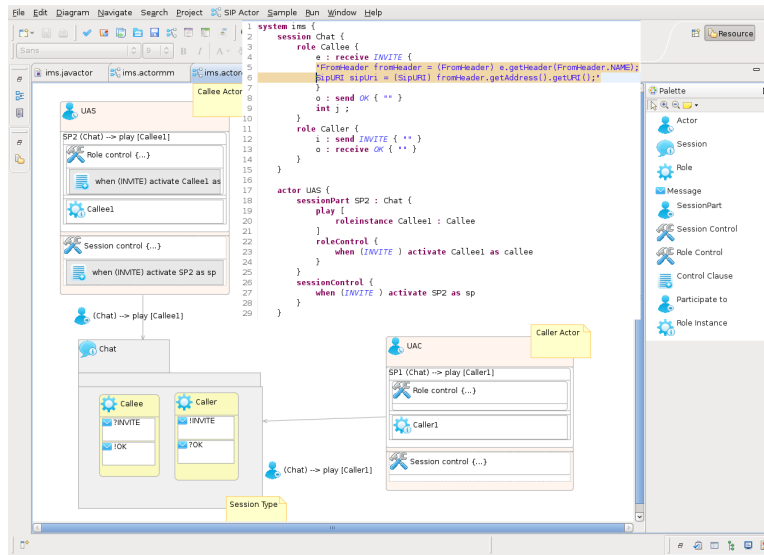 File Edit Diagram Navigate Search Project SIP Actor Sample Run Window Help
Resource
Sans
ims.javactor
ims.actormm
ims.actor
Callee Actor
UAS
SP2 (Chat) --> play [Callee1]
Role control {...}
when (INVITE) activate Callee1 as
Callee1
Session control {...}
when (INVITE) activate SP2 as sp
(Chat) --> play [Callee1]
Chat
Callee
?INVITE
!OK
Caller
!INVITE
?OK
(Chat) --> play [Caller1]
Session Type
1 system ims {
2 session Chat {
3 role Callee {
4 e : receive INVITE {
5 "FromHeader fromHeader = (FromHeader) e.getHeader(FromHeader.NAME);
6 SipURI sipUri = (SipURI) fromHeader.getAddress().getURI();"
7 }
8 o : send OK { "" }
9 int j ;
10 }
11 role Caller {
12 i : send INVITE { "" }
13 o : receive OK { "" }
14 }
15 }
16
17 actor UAS {
18 sessionPart SP2 : Chat {
19 play [
20 roleinstance Callee1 : Callee
21 ]
22 roleControl {
23 when (INVITE ) activate Callee1 as callee
24 }
25 }
26 sessionControl {
27 when (INVITE ) activate SP2 as sp
28 }
29 }
Caller Actor
UAC
SP1 (Chat) --> play [Caller1]
Role control {...}
Caller1
Session control {...}
Palette
Actor
Session
Role
Message
SessionPart
Session Control
Role Control
Control Clause
Participate to
Role Instance